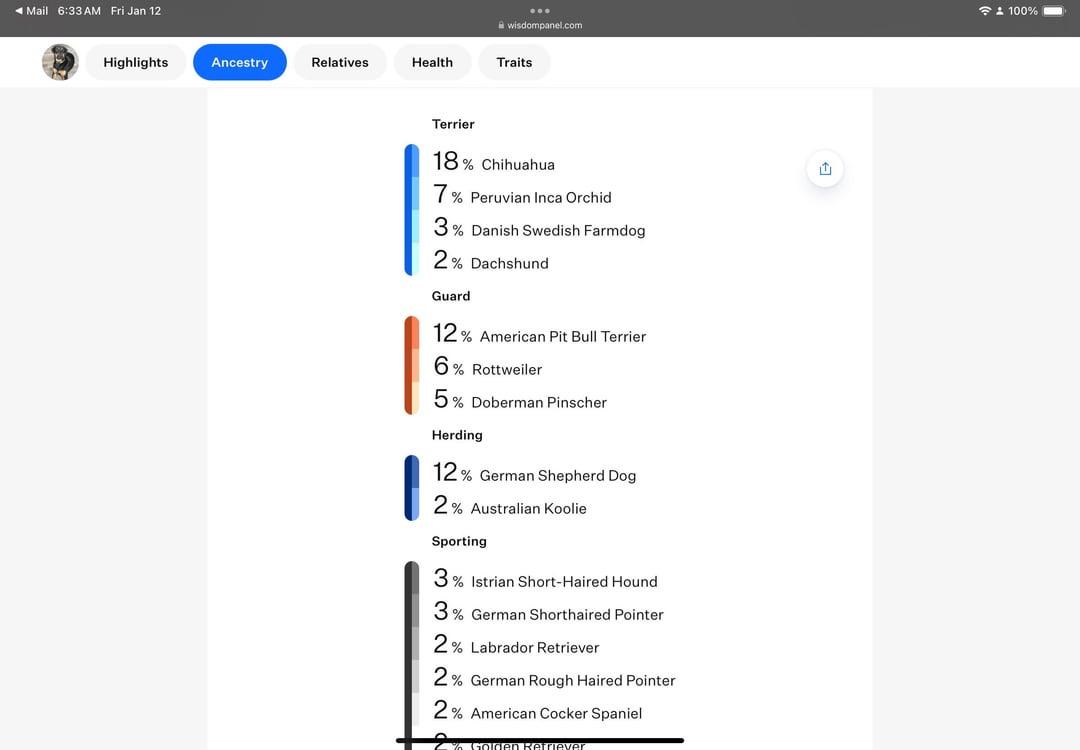 Mail 6:33 AM Fri Jan 12
100%
wisdompanel.com
Highlights
Ancestry
Relatives
Health
Traits
Terrier
18 % Chihuahua
7 % Peruvian Inca Orchid
3 % Danish Swedish Farmdog
2 % Dachshund
Guard
12 % American Pit Bull Terrier
6 % Rottweiler
5 % Doberman Pinscher
Herding
12 % German Shepherd Dog
2 % Australian Koolie
Sporting
3 % Istrian Short-Haired Hound
3 % German Shorthaired Pointer
2 % Labrador Retriever
2 % German Rough Haired Pointer
2 % American Cocker Spaniel
2 % Golden Retriever